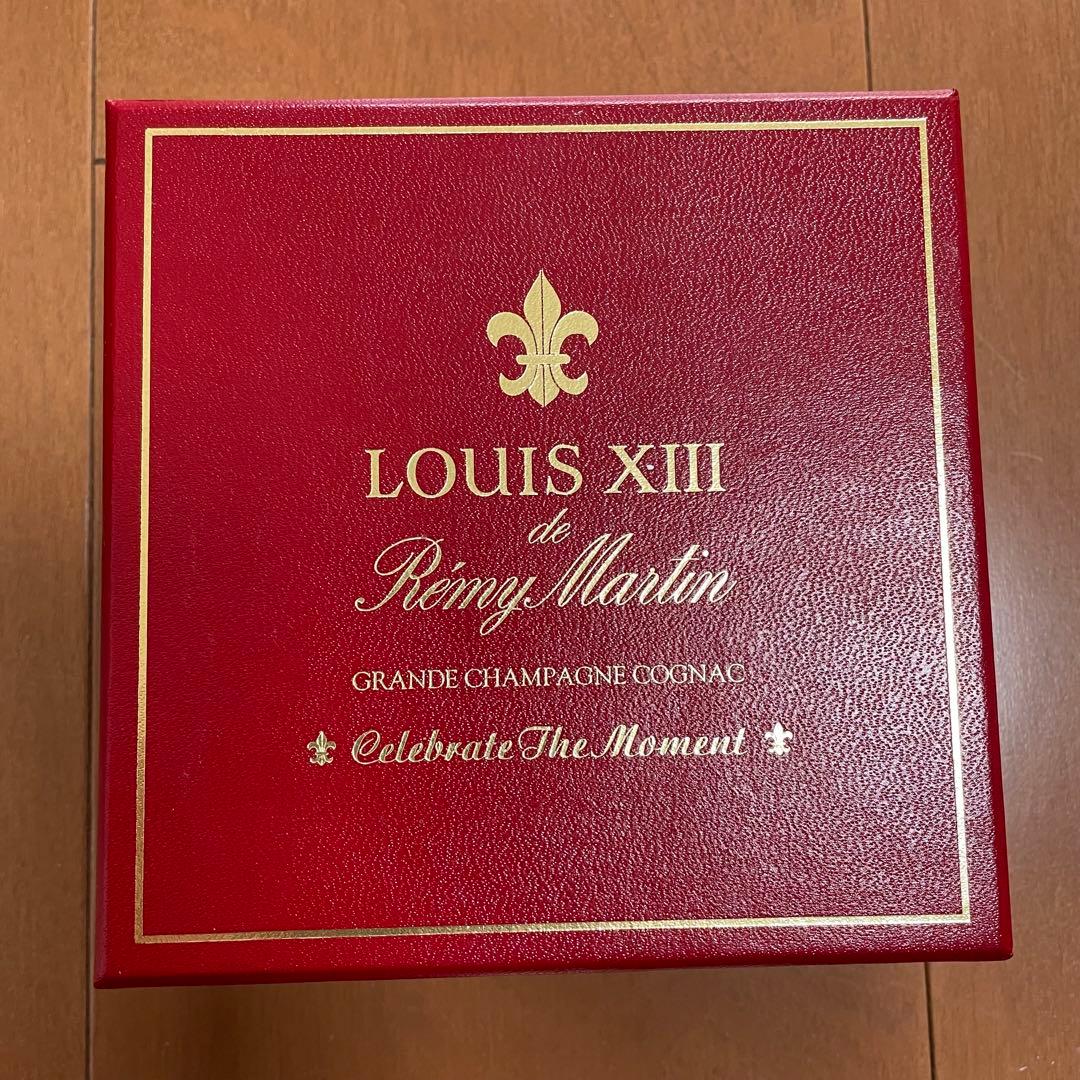 LOUIS XIII
de
Rémy Martin
GRANDE CHAMPAGNE COGNAC
Celebrate The Moment